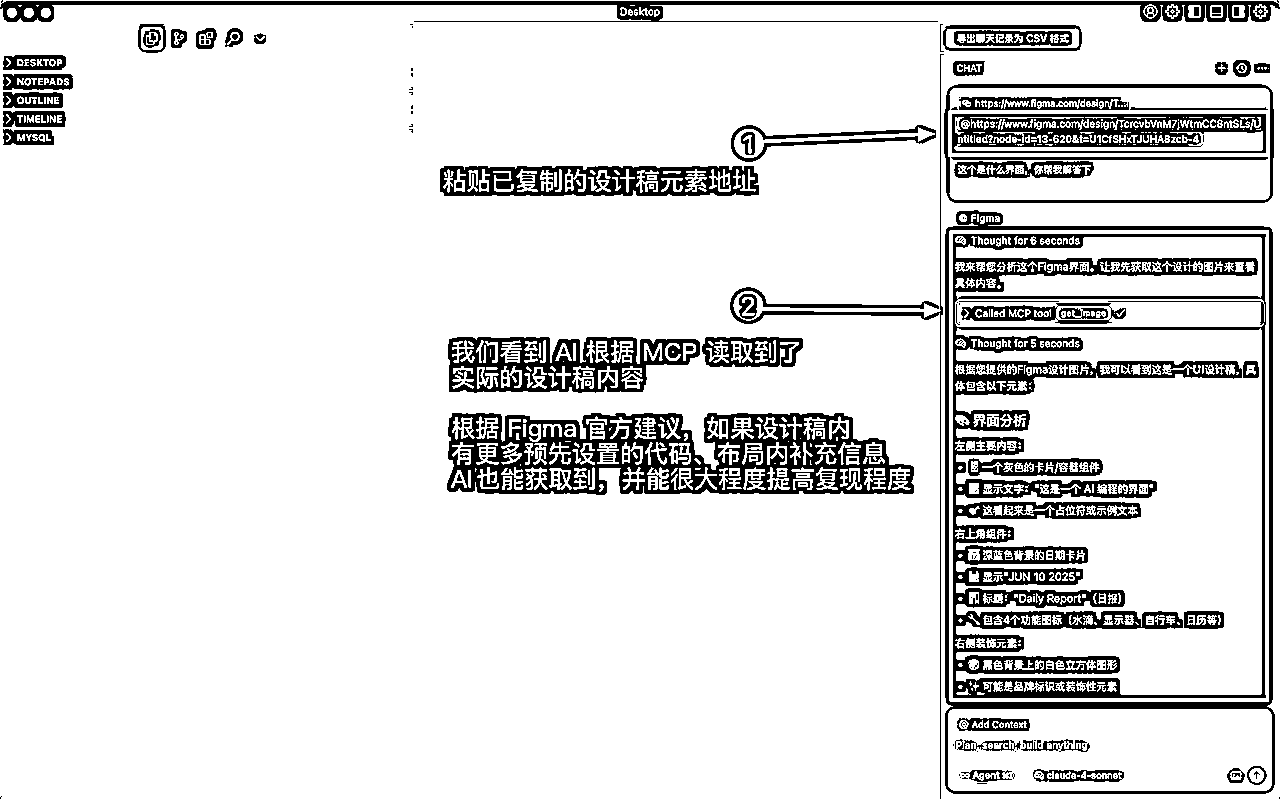 Desktop
导出聊天记录为 CSV 格式
DESKTOP
NOTEPADS
OUTLINE
TIMELINE
MYSQL
CHAT
https://www.figma.com/design/T...
这个是什么界面，你帮我解答下
①
粘贴已复制的设计稿元素地址
Figma
Thought for 6 seconds
我来帮您分析这个Figma界面。让我先获取这个设计的图片来查看
具体内容。
②
Called MCP tool get_image
Thought for 5 seconds
根据您提供的Figma设计图片，我可以看到这是一个UI设计稿，具
体包含以下元素：
我们看到 AI 根据 MCP 读取到了
实际的设计稿内容
根据 Figma 官方建议，如果设计稿内
有更多预先设置的代码、布局内补充信息
AI 也能获取到，并能很大程度提高复现程度
界面分析
左侧主要内容：
一个灰色的卡片/容器组件
显示文字："这是一个 AI 编程的界面"
这看起来是一个占位符或示例文本
右上角组件：
深蓝色背景的日期卡片
显示"JUN 10 2025"
标题："Daily Report"（日报）
包含4个功能图标（水滴、显示器、自行车、日历等）
右侧装饰元素：
黑色背景上的白色立方体图形
可能是品牌标识或装饰性元素
Add Context
Plan, search, build anything
Agent
claude-4-sonnet